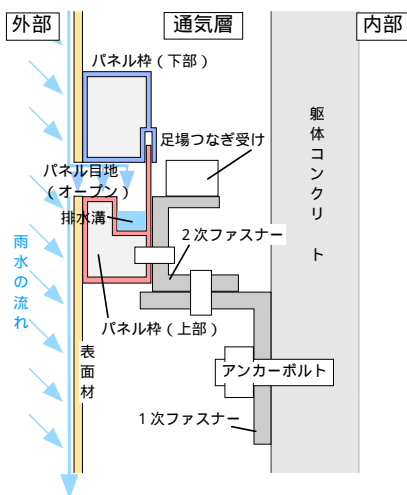 外部
通気層
内部
パネル枠（下部）
足場つなぎ受け
躯体コンクリート
パネル目地
（オープン）
排水溝
2次ファスナー
雨水の流れ
パネル枠（上部）
表面材
アンカーボルト
1次ファスナー